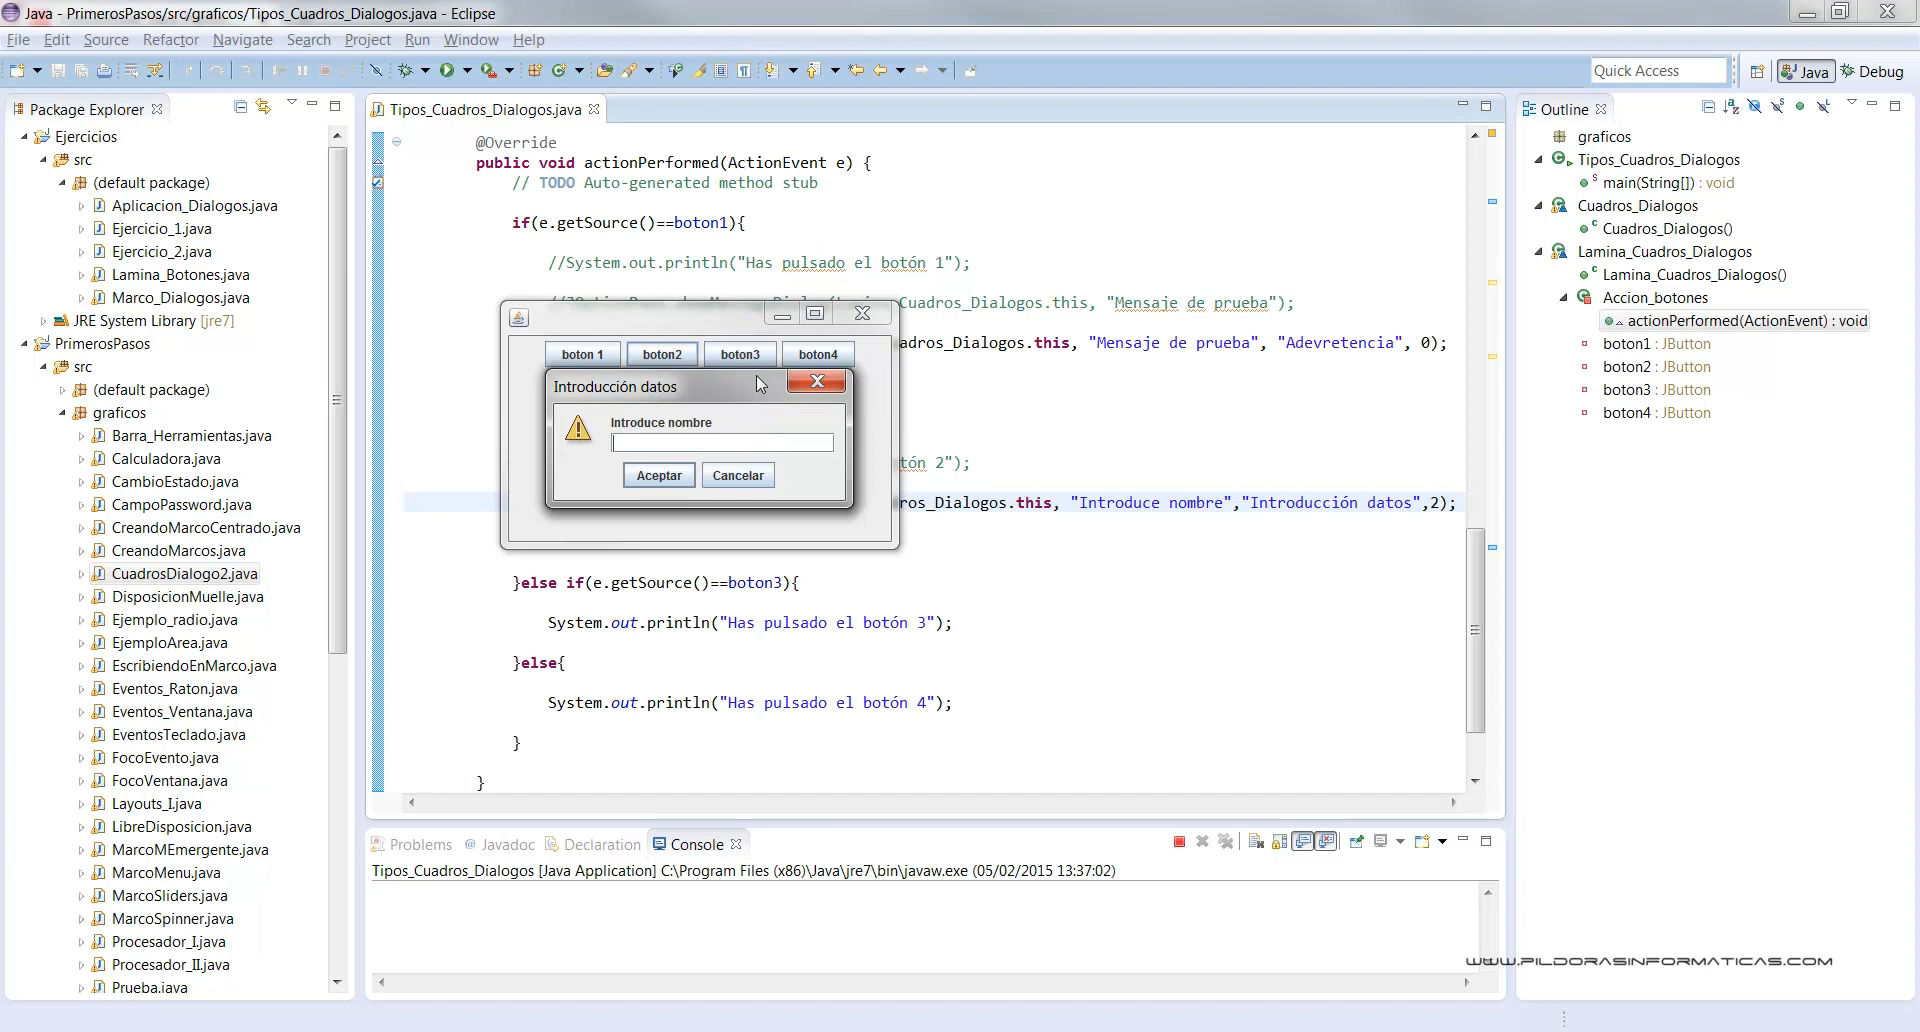 Java - PrimerosPasos/src/graficos/Tipos_Cuadros_Dialogos.java - Eclipse
File Edit Source Refactor Navigate Search Project Run Window Help
Quick Access
Java
Debug
Package Explorer
Ejercicios
src
(default package)
Aplicacion_Dialogos.java
Ejercicio_1.java
Ejercicio_2.java
Lamina_Botones.java
Marco_Dialogos.java
JRE System Library [jre7]
PrimerosPasos
src
(default package)
graficos
Barra_Herramientas.java
Calculadora.java
CambioEstado.java
CampoPassword.java
CreandoMarcoCentrado.java
CreandoMarcos.java
CuadrosDialogo2.java
DisposicionMuelle.java
Ejemplo_radio.java
EjemploArea.java
EscribiendoEnMarco.java
Eventos_Raton.java
Eventos_Ventana.java
EventosTeclado.java
FocoEvento.java
FocoVentana.java
Layouts_I.java
LibreDisposicion.java
MarcoMEmergente.java
MarcoMenu.java
MarcoSliders.java
MarcoSpinner.java
Procesador_I.java
Procesador_II.java
Prueba.java
Tipos_Cuadros_Dialogos.java
@Override
public void actionPerformed(ActionEvent e) {
// TODO Auto-generated method stub
if(e.getSource()==boton1){
//System.out.println("Has pulsado el botón 1");
Cuadros_Dialogos.this, "Mensaje de prueba");
adros_Dialogos.this, "Mensaje de prueba", "Adevretencia", 0);
tón 2");
ros_Dialogos.this, "Introduce nombre","Introducción datos",2);
}else if(e.getSource()==boton3){
System.out.println("Has pulsado el botón 3");
}else{
System.out.println("Has pulsado el botón 4");
}
}
boton 1 boton2 boton3 boton4
Introducción datos
Introduce nombre
Aceptar Cancelar
Problems @ Javadoc Declaration Console
Tipos_Cuadros_Dialogos [Java Application] C:\Program Files (x86)\Java\jre7\bin\javaw.exe (05/02/2015 13:37:02)
Outline
graficos
Tipos_Cuadros_Dialogos
main(String[]) : void
Cuadros_Dialogos
Cuadros_Dialogos()
Lamina_Cuadros_Dialogos
Lamina_Cuadros_Dialogos()
Accion_botones
actionPerformed(ActionEvent) : void
boton1 : JButton
boton2 : JButton
boton3 : JButton
boton4 : JButton
WWW.PILDORASINFORMATICAS.COM